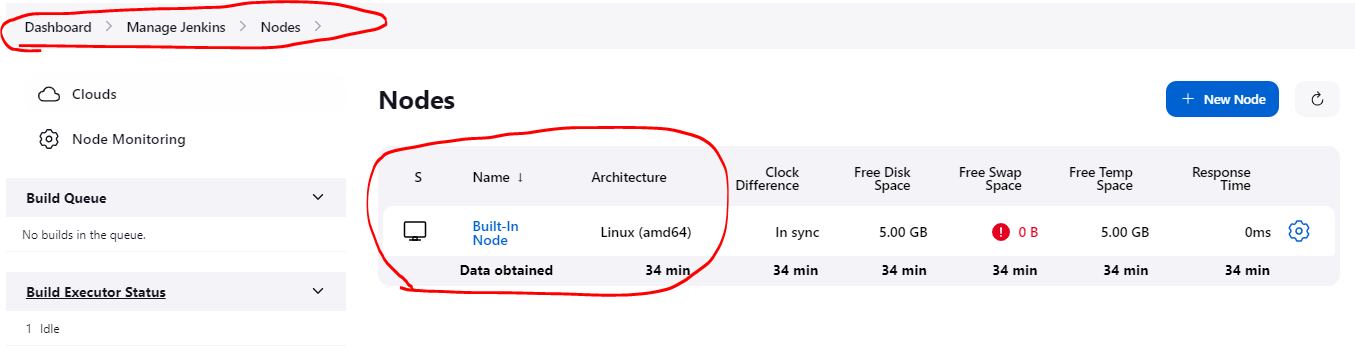 Dashboard > Manage Jenkins > Nodes >
Clouds
Node Monitoring
Build Queue
No builds in the queue.
Build Executor Status
1 Idle
Nodes
+ New Node
S Name ↓ Architecture Clock Difference Free Disk Space Free Swap Space Free Temp Space Response Time
Built-In Node Linux (amd64) In sync 5.00 GB 0 B 5.00 GB 0ms
Data obtained 34 min 34 min 34 min 34 min 34 min 34 min